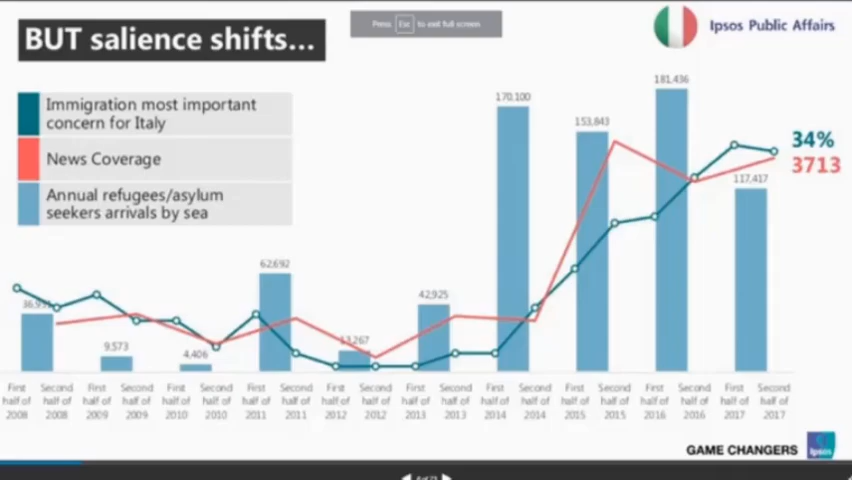 Press Esc to exit full screen
BUT salience shifts...
Ipsos Public Affairs
Immigration most important
concern for Italy
News Coverage
Annual refugees/asylum
seekers arrivals by sea
181,436
170,100
153,843
34%
3713
117,417
62,692
42,925
13,267
9,573
4,406
First half of 2008
Second half of 2008
First half of 2009
Second half of 2009
First half of 2010
Second half of 2010
First half of 2011
Second half of 2011
First half of 2012
Second half of 2012
First half of 2013
Second half of 2013
First half of 2014
Second half of 2014
First half of 2015
Second half of 2015
First half of 2016
Second half of 2016
First half of 2017
Second half of 2017
GAME CHANGERS
Ipsos